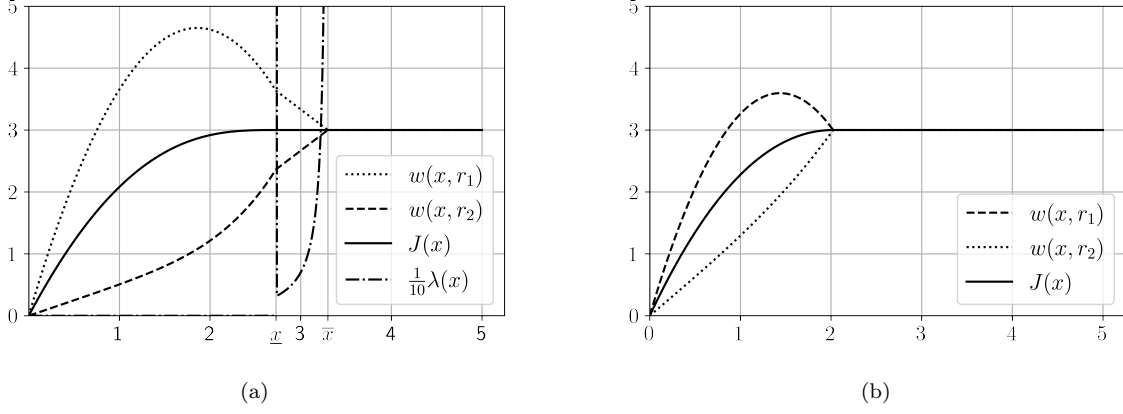 5
4
3
2
1
0
1 2 x̲ 3 x̅ 4 5
w(x, r₁)
w(x, r₂)
J(x)
1/10 λ(x)
(a)
5
4
3
2
1
0
0 1 2 3 4 5
w(x, r₁)
w(x, r₂)
J(x)
(b)